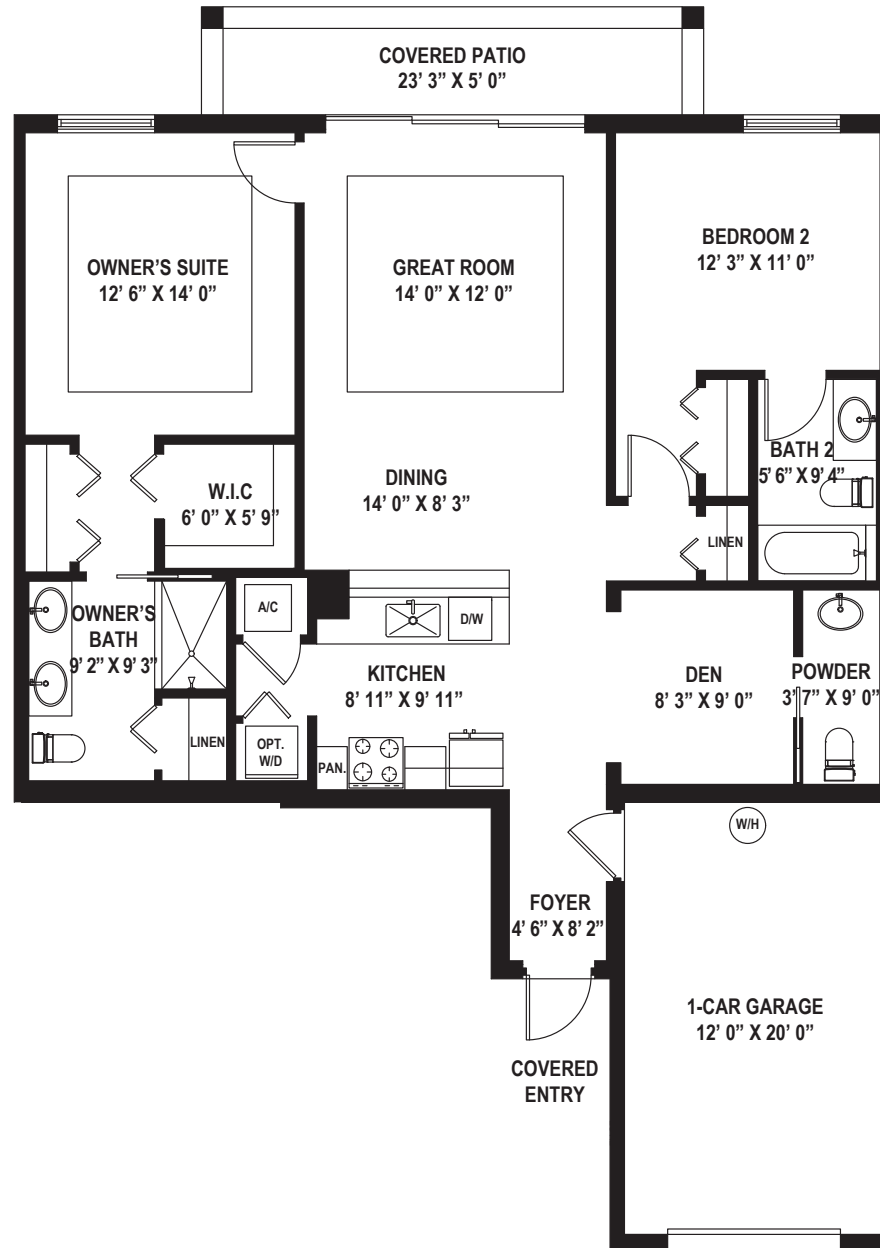 COVERED PATIO
23’ 3” X 5’ 0”
OWNER’S SUITE
12’ 6” X 14’ 0”
GREAT ROOM
14’ 0” X 12’ 0”
BEDROOM 2
12’ 3” X 11’ 0”
W.I.C
6’ 0” X 5’ 9”
DINING
14’ 0” X 8’ 3”
BATH 2
5’ 6” X 9’ 4”
LINEN
OWNER’S
BATH
9’ 2” X 9’ 3”
A/C
D/W
KITCHEN
8’ 11” X 9’ 11”
DEN
8’ 3” X 9’ 0”
POWDER
3’ 7” X 9’ 0”
LINEN
OPT.
W/D
PAN.
W/H
FOYER
4’ 6” X 8’ 2”
1-CAR GARAGE
12’ 0” X 20’ 0”
COVERED
ENTRY